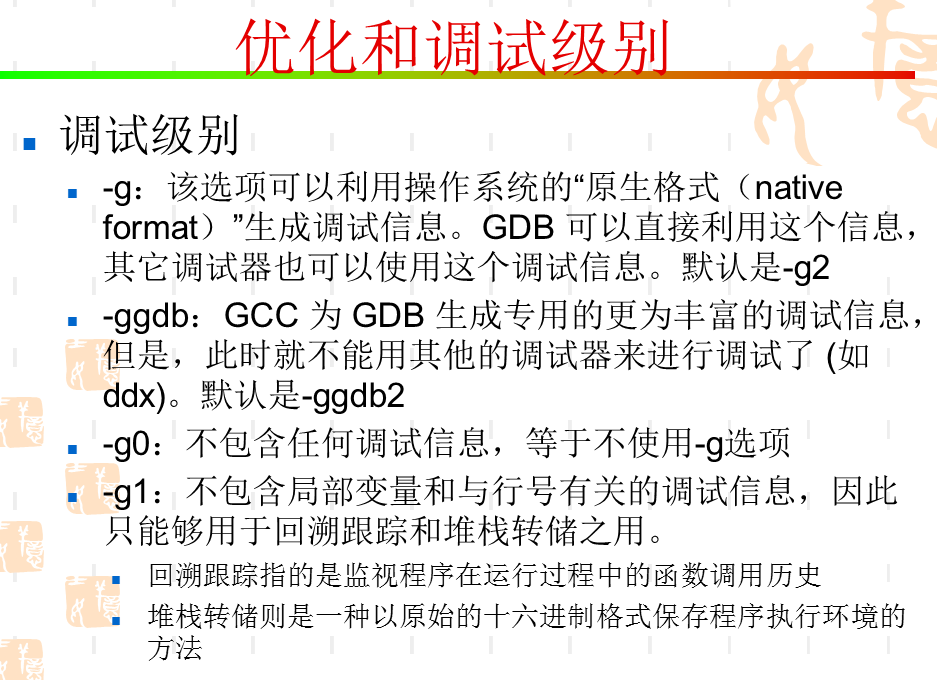 优化和调试级别
调试级别
-g：该选项可以利用操作系统的“原生格式（native
format）”生成调试信息。GDB 可以直接利用这个信息，
其它调试器也可以使用这个调试信息。默认是-g2
-ggdb：GCC 为 GDB 生成专用的更为丰富的调试信息，
但是，此时就不能用其他的调试器来进行调试了 (如
ddx)。默认是-ggdb2
-g0：不包含任何调试信息，等于不使用-g选项
-g1：不包含局部变量和与行号有关的调试信息，因此
只能够用于回溯跟踪和堆栈转储之用。
回溯跟踪指的是监视程序在运行过程中的函数调用历史
堆栈转储则是一种以原始的十六进制格式保存程序执行环境的
方法